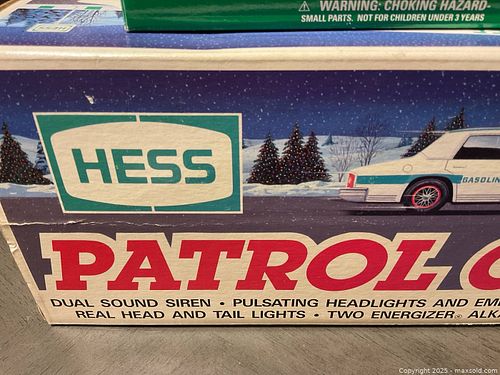 WARNING: CHOKING HAZARD-
SMALL PARTS. NOT FOR CHILDREN UNDER 3 YEARS
HESS
HESS
GASOLIN
PATROL C
DUAL SOUND SIREN • PULSATING HEADLIGHTS AND EM
REAL HEAD AND TAIL LIGHTS • TWO ENERGIZER® ALKA
Copyright 2025 - maxsold.com